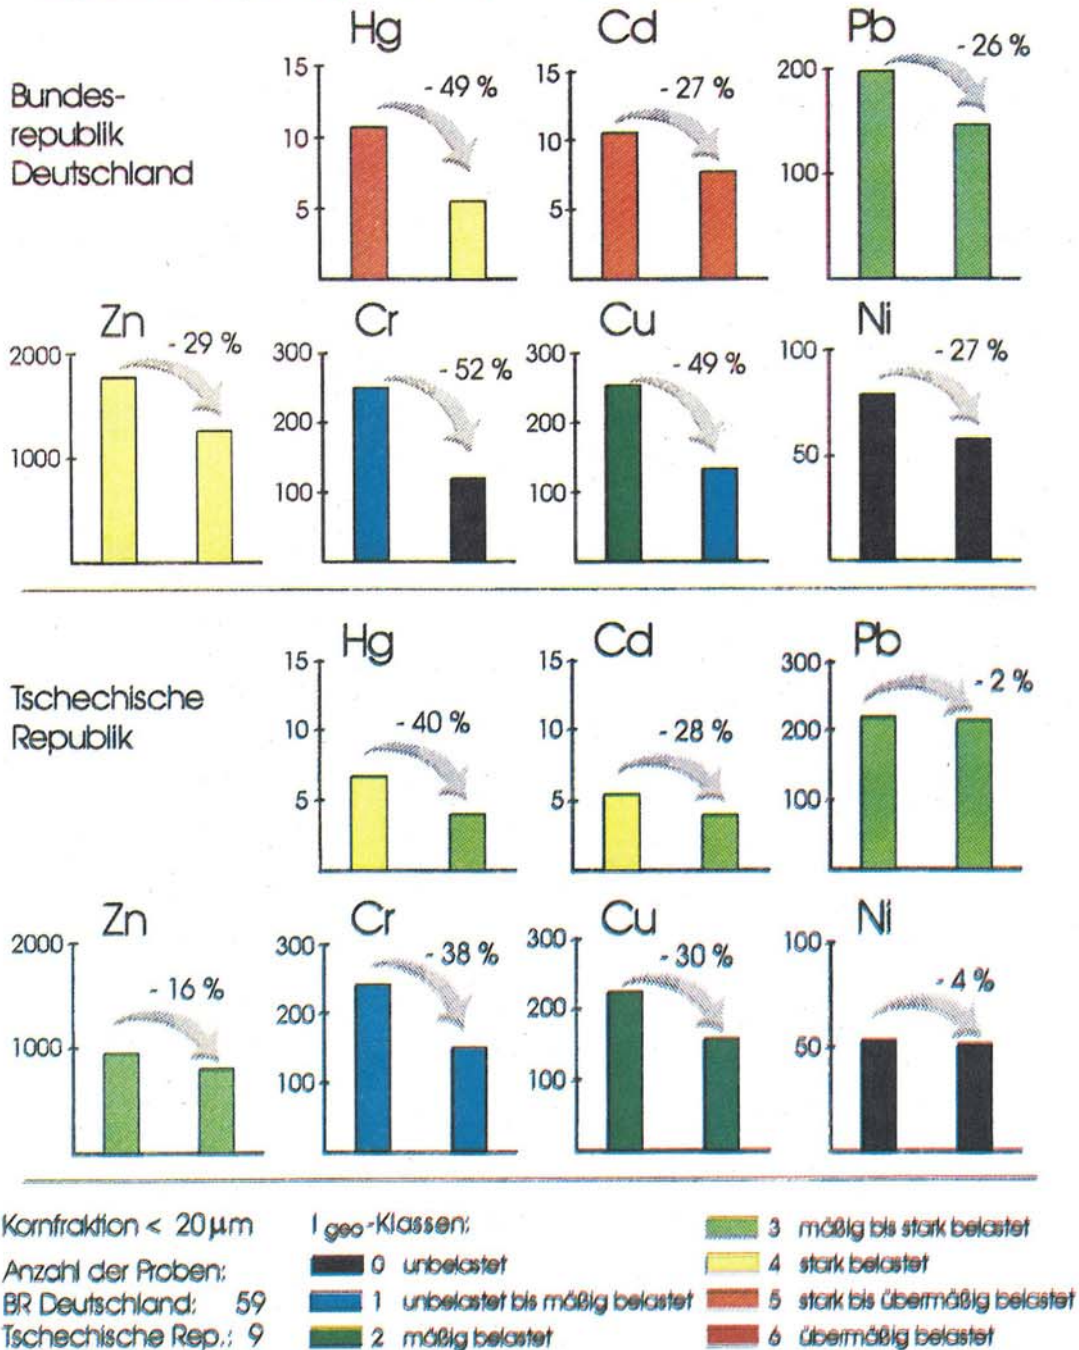 Hg Cd Pb
Bundes-
republik
Deutschland
15 10 5 - 49 %
15 10 5 - 27 %
200 100 - 26 %
Zn Cr Cu Ni
2000 1000 - 29 %
300 200 100 - 52 %
300 200 100 - 49 %
100 50 - 27 %
Hg Cd Pb
Tschechische
Republik
15 10 5 - 40 %
15 10 5 - 28 %
300 200 100 - 2 %
Zn Cr Cu Ni
2000 1000 - 16 %
300 200 100 - 38 %
300 200 100 - 30 %
100 50 - 4 %
Kornfraktion < 20 µm
Anzahl der Proben:
BR Deutschland: 59
Tschechische Rep.: 9
I geo-Klassen:
0 unbelastet
1 unbelastet bis mäßig belastet
2 mäßig belastet
3 mäßig bis stark belastet
4 stark belastet
5 stark bis übermäßig belastet
6 übermäßig belastet